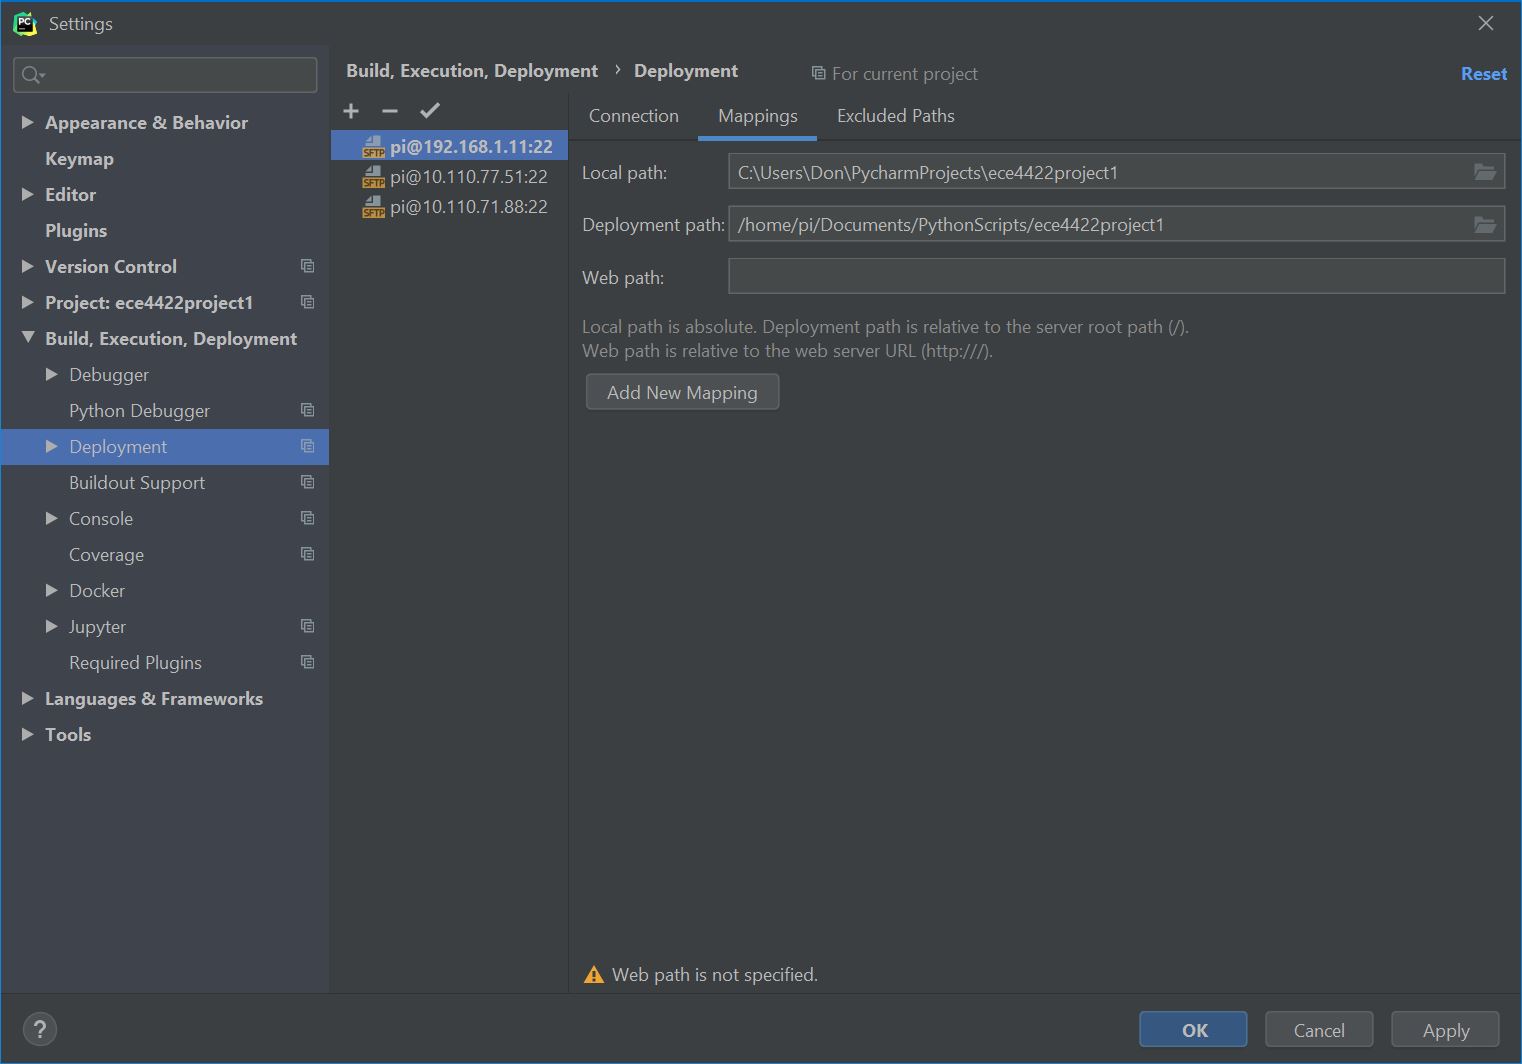 PC
Settings
Build, Execution, Deployment › Deployment
For current project
Reset
Appearance & Behavior
Keymap
Editor
Plugins
Version Control
Project: ece4422project1
Build, Execution, Deployment
Debugger
Python Debugger
Deployment
Buildout Support
Console
Coverage
Docker
Jupyter
Required Plugins
Languages & Frameworks
Tools
SFTP pi@192.168.1.11:22
SFTP pi@10.110.77.51:22
SFTP pi@10.110.71.88:22
Connection Mappings Excluded Paths
Local path: C:\Users\Don\PycharmProjects\ece4422project1
Deployment path: /home/pi/Documents/PythonScripts/ece4422project1
Web path:
Local path is absolute. Deployment path is relative to the server root path (/).
Web path is relative to the web server URL (http:///).
Add New Mapping
Web path is not specified.
?
OK Cancel Apply